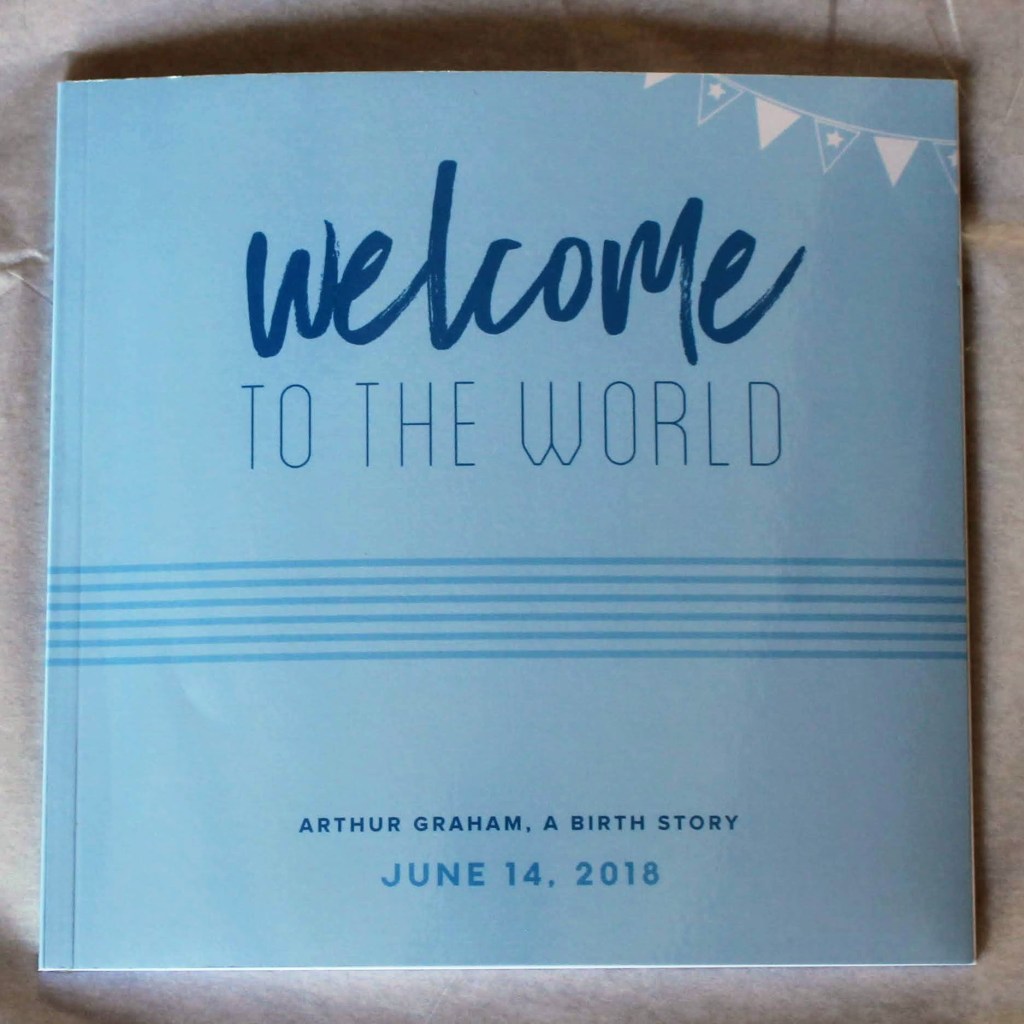 welcome
TO THE WORLD
ARTHUR GRAHAM, A BIRTH STORY
JUNE 14, 2018